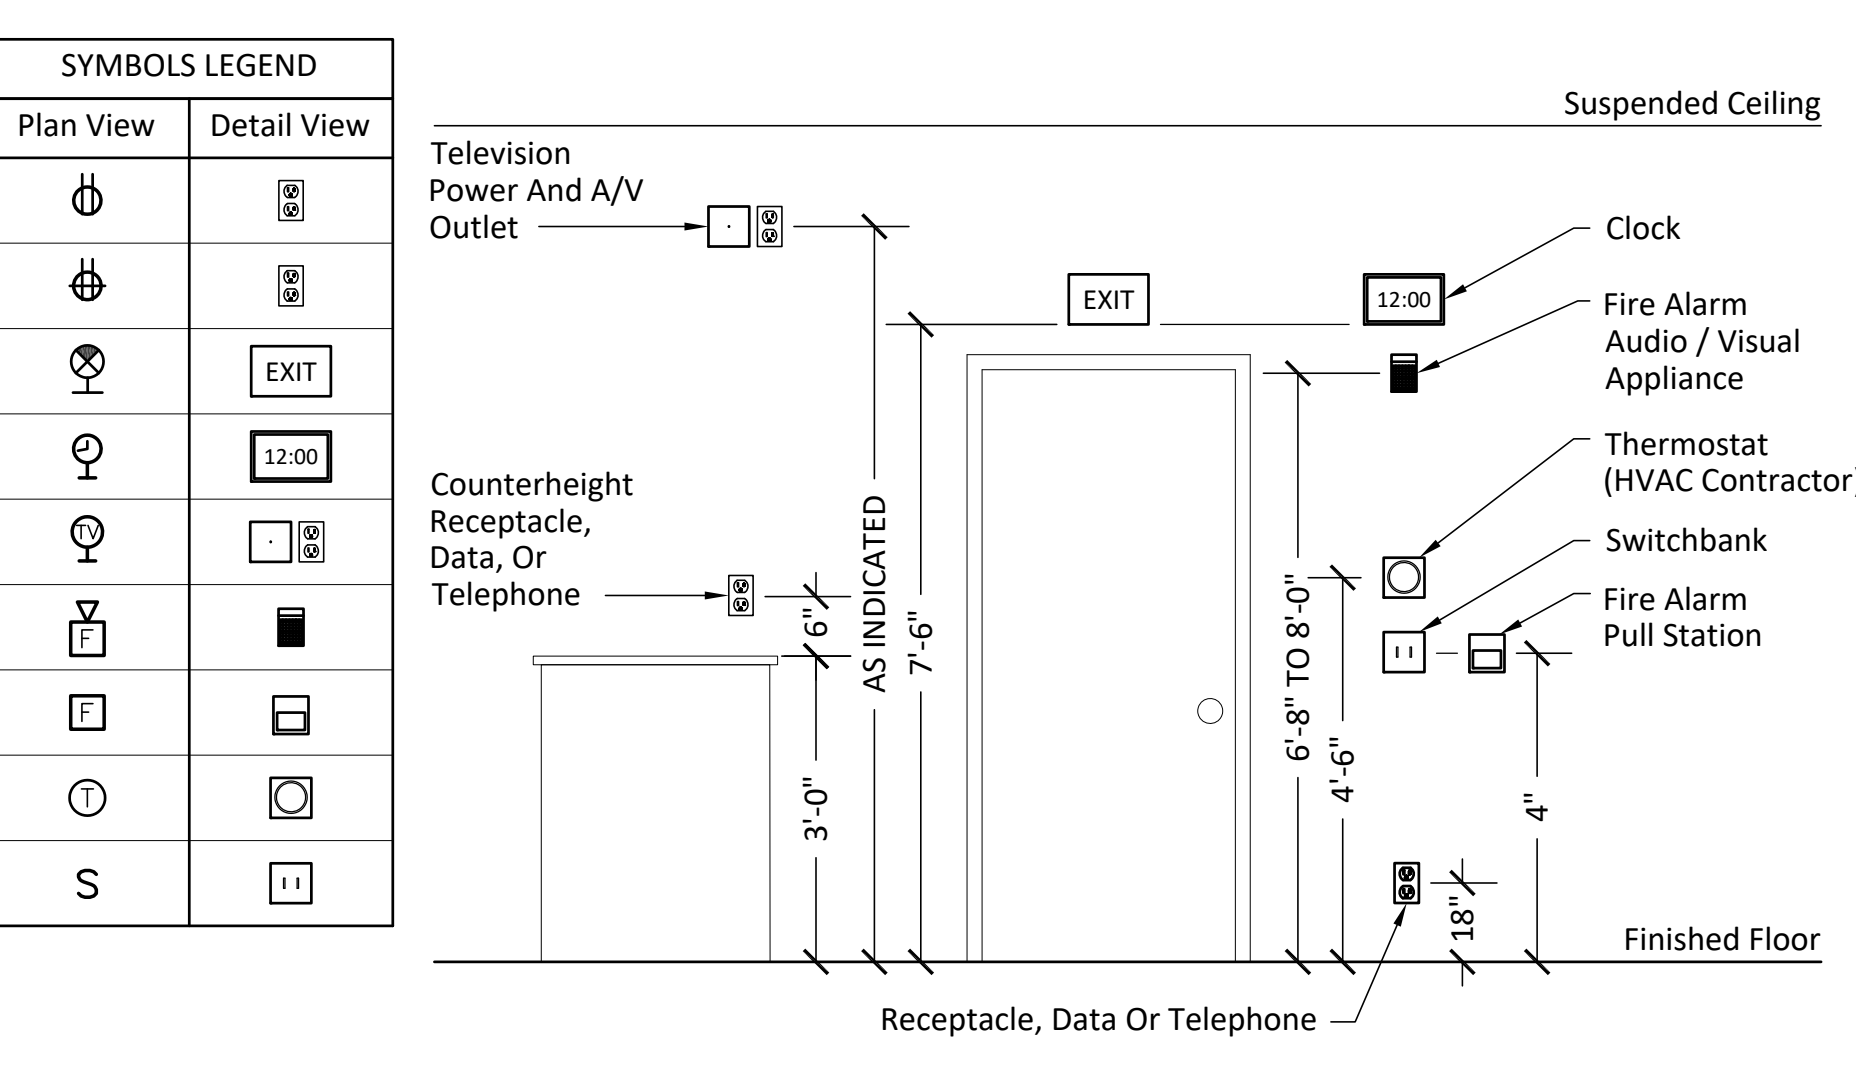 SYMBOLS LEGEND
Plan View
Detail View
EXIT
12:00
TV
F
F
T
S
Suspended Ceiling
Television
Power And A/V
Outlet
Counterheight
Receptacle,
Data, Or
Telephone
6"
3'-0"
AS INDICATED
7'-6"
EXIT
12:00
6'-8" TO 8'-0"
4'-6"
18"
4"
Clock
Fire Alarm
Audio / Visual
Appliance
Thermostat
(HVAC Contractor)
Switchbank
Fire Alarm
Pull Station
Finished Floor
Receptacle, Data Or Telephone